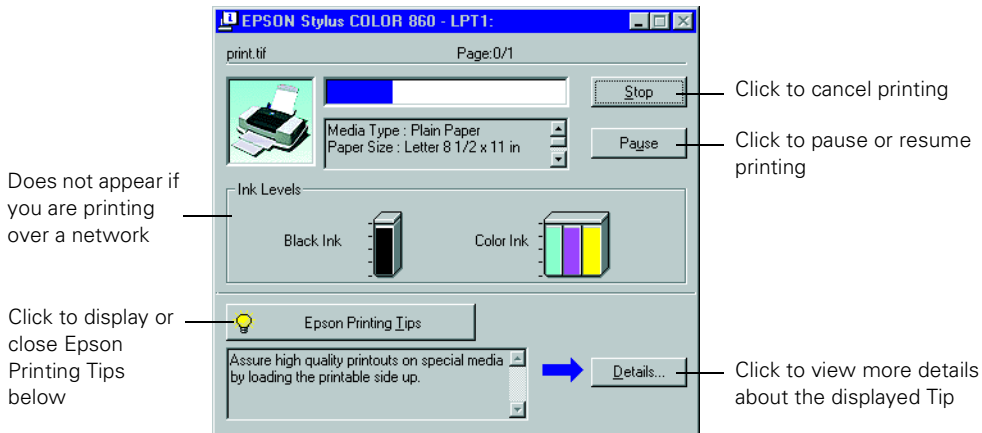 EPSON Stylus COLOR 860 - LPT1:
print.tif Page:0/1
Stop
Click to cancel printing
Media Type : Plain Paper
Paper Size : Letter 8 1/2 x 11 in
Pause
Click to pause or resume
printing
Does not appear if
you are printing
over a network
Ink Levels
Black Ink
Color Ink
Click to display or
close Epson
Printing Tips
below
Epson Printing Tips
Assure high quality printouts on special media
by loading the printable side up.
Details...
Click to view more details
about the displayed Tip